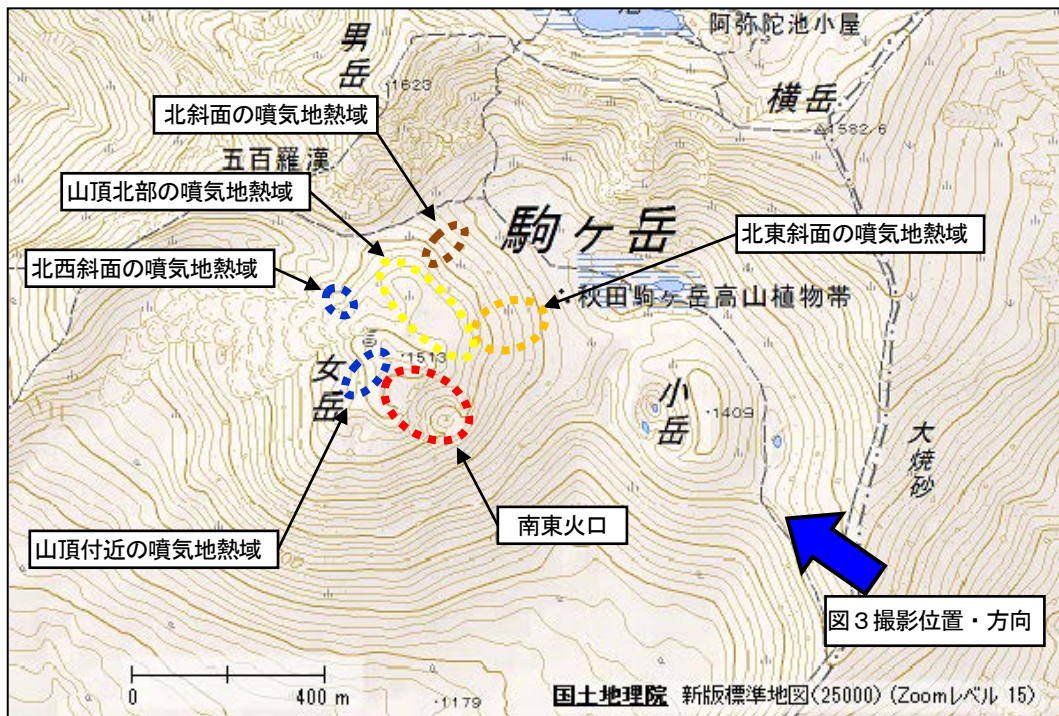 池
阿弥陀池小屋
男岳
・1623
横岳
1582.6
北斜面の噴気地熱域
五百羅漢
山頂北部の噴気地熱域
駒ヶ岳
北東斜面の噴気地熱域
北西斜面の噴気地熱域
秋田駒ヶ岳高山植物帯
・1513
女岳
小岳
・1409
大焼砂
南東火口
山頂付近の噴気地熱域
図3撮影位置・方向
0 400 m
・1179
国土地理院 新版標準地図(25000) (Zoomレベル 15)